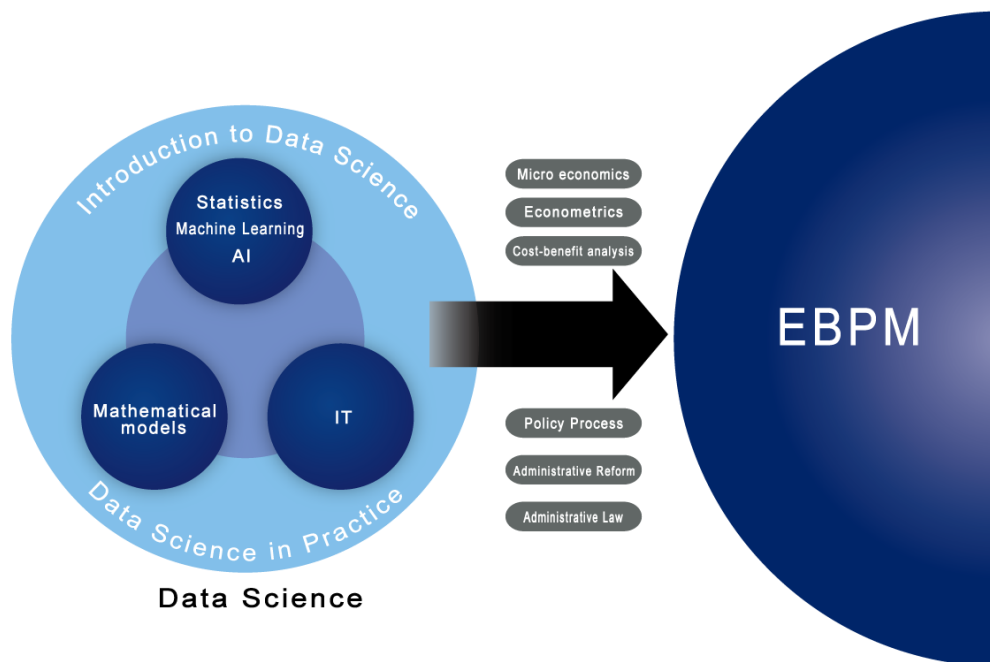 Introduction to Data Science
Statistics
Machine Learning
AI
Mathematical
models
IT
Data Science in Practice
Data Science
Micro economics
Econometrics
Cost-benefit analysis
Policy Process
Administrative Reform
Administrative Law
EBPM